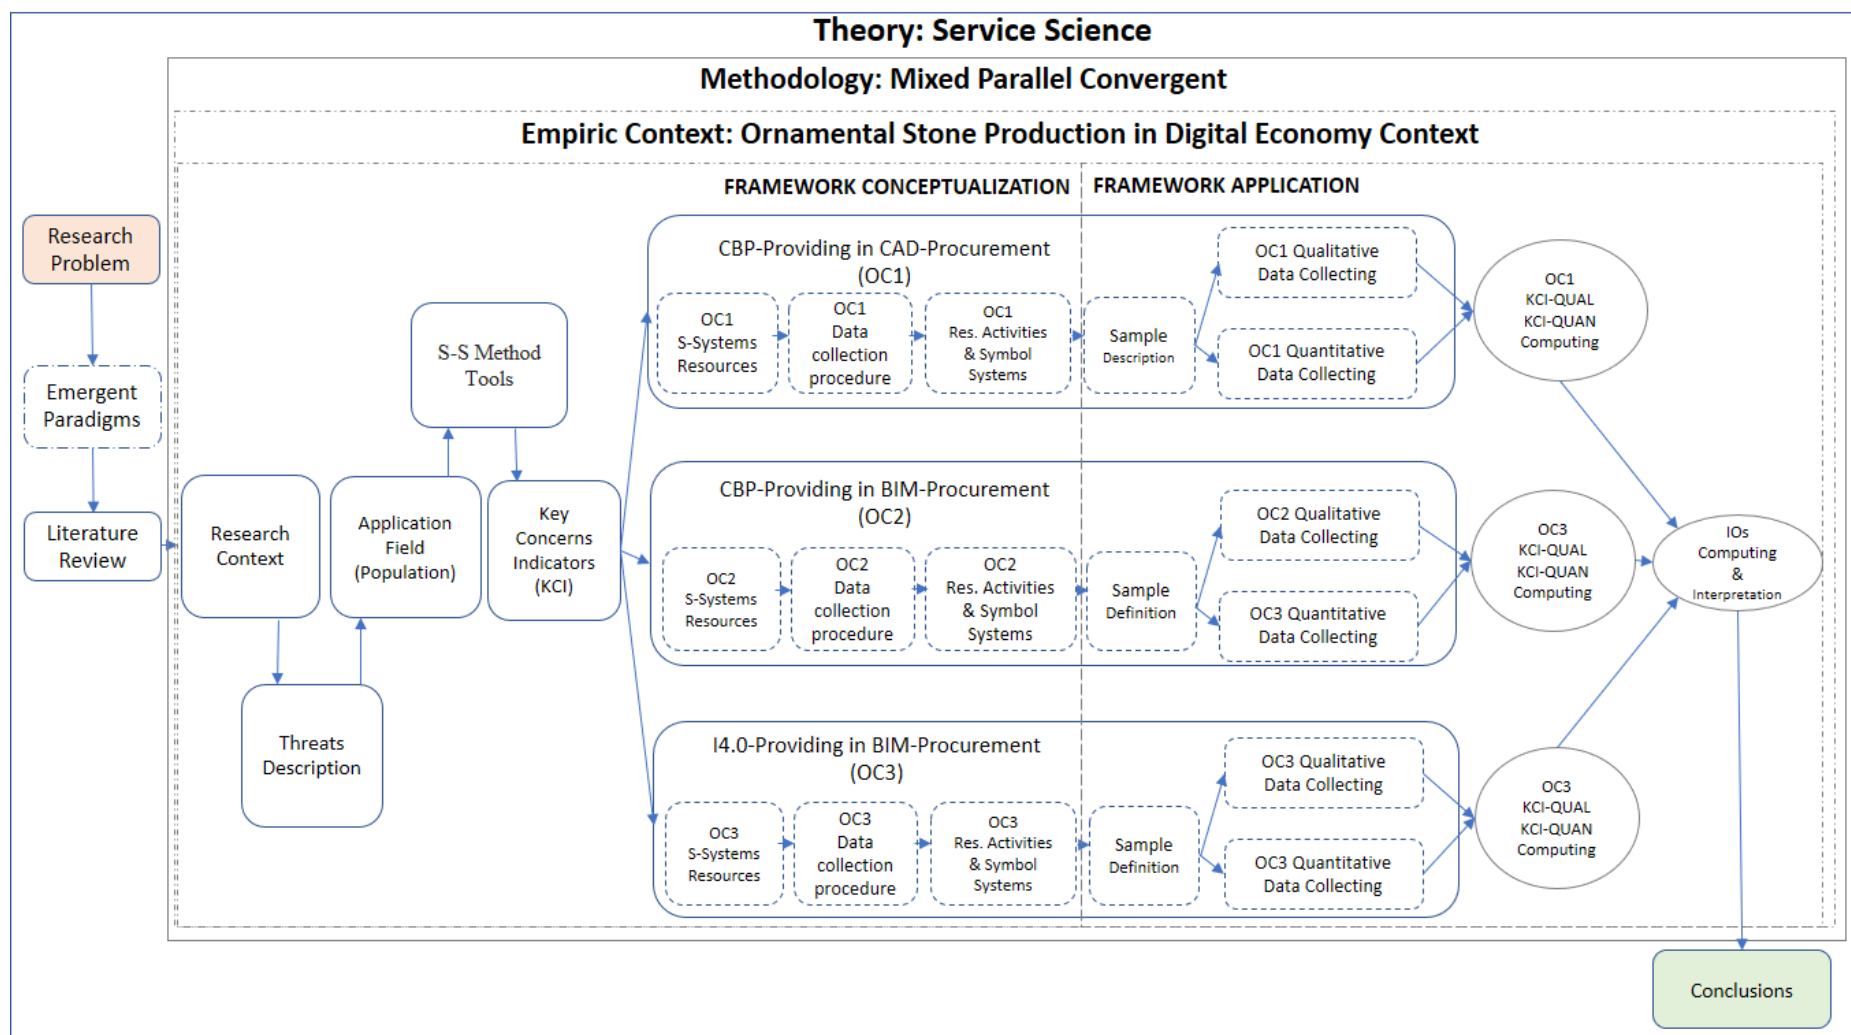 Theory: Service Science
Methodology: Mixed Parallel Convergent
Empiric Context: Ornamental Stone Production in Digital Economy Context
FRAMEWORK CONCEPTUALIZATION
FRAMEWORK APPLICATION
Research
Problem
Emergent
Paradigms
Literature
Review
Research
Context
Threats
Description
Application
Field
(Population)
S-S Method
Tools
Key
Concerns
Indicators
(KCI)
CBP-Providing in CAD-Procurement
(OC1)
OC1
S-Systems
Resources
OC1
Data
collection
procedure
OC1
Res. Activities
& Symbol
Systems
Sample
Description
OC1 Qualitative
Data Collecting
OC1 Quantitative
Data Collecting
OC1
KCI-QUAL
KCI-QUAN
Computing
CBP-Providing in BIM-Procurement
(OC2)
OC2
S-Systems
Resources
OC2
Data
collection
procedure
OC2
Res. Activities
& Symbol
Systems
Sample
Definition
OC2 Qualitative
Data Collecting
OC3 Quantitative
Data Collecting
OC3
KCI-QUAL
KCI-QUAN
Computing
I4.0-Providing in BIM-Procurement
(OC3)
OC3
S-Systems
Resources
OC3
Data
collection
procedure
OC3
Res. Activities
& Symbol
Systems
Sample
Definition
OC3 Qualitative
Data Collecting
OC3 Quantitative
Data Collecting
OC3
KCI-QUAL
KCI-QUAN
Computing
IOs
Computing
&
Interpretation
Conclusions